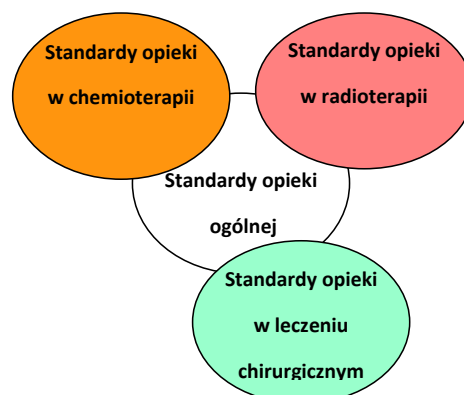 Standardy opieki
w chemioterapii
Standardy opieki
w radioterapii
Standardy opieki
ogólnej
Standardy opieki
w leczeniu
chirurgicznym